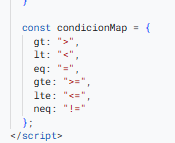 }
const condicionMap = {
gt: ">",
lt: "<",
eq: "=",
gte: ">=",
lte: "<=",
neq: "!="
};
</script>